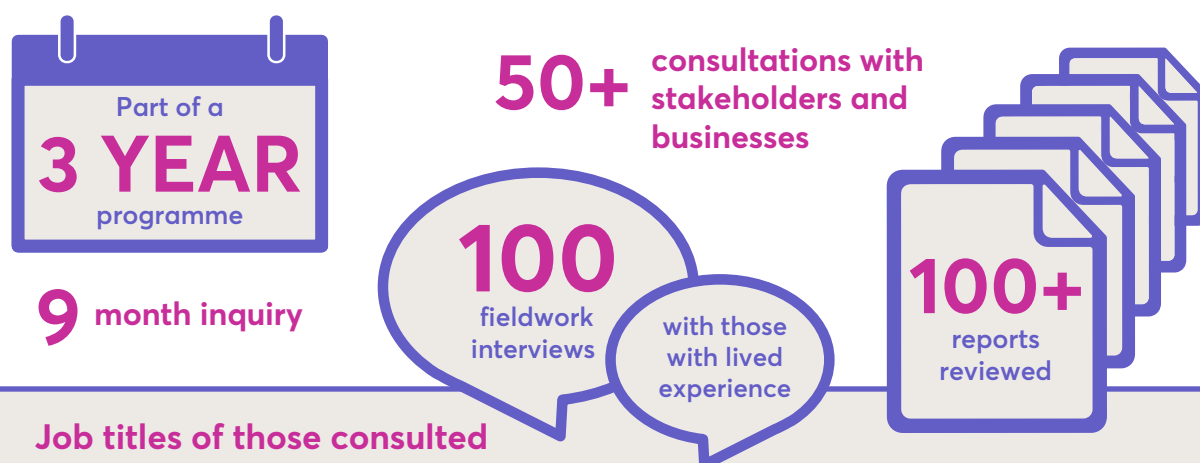 Part of a
3 YEAR
programme
9 month inquiry
50+ consultations with
stakeholders and
businesses
100
fieldwork
interviews
with those
with lived
experience
100+
reports
reviewed
Job titles of those consulted